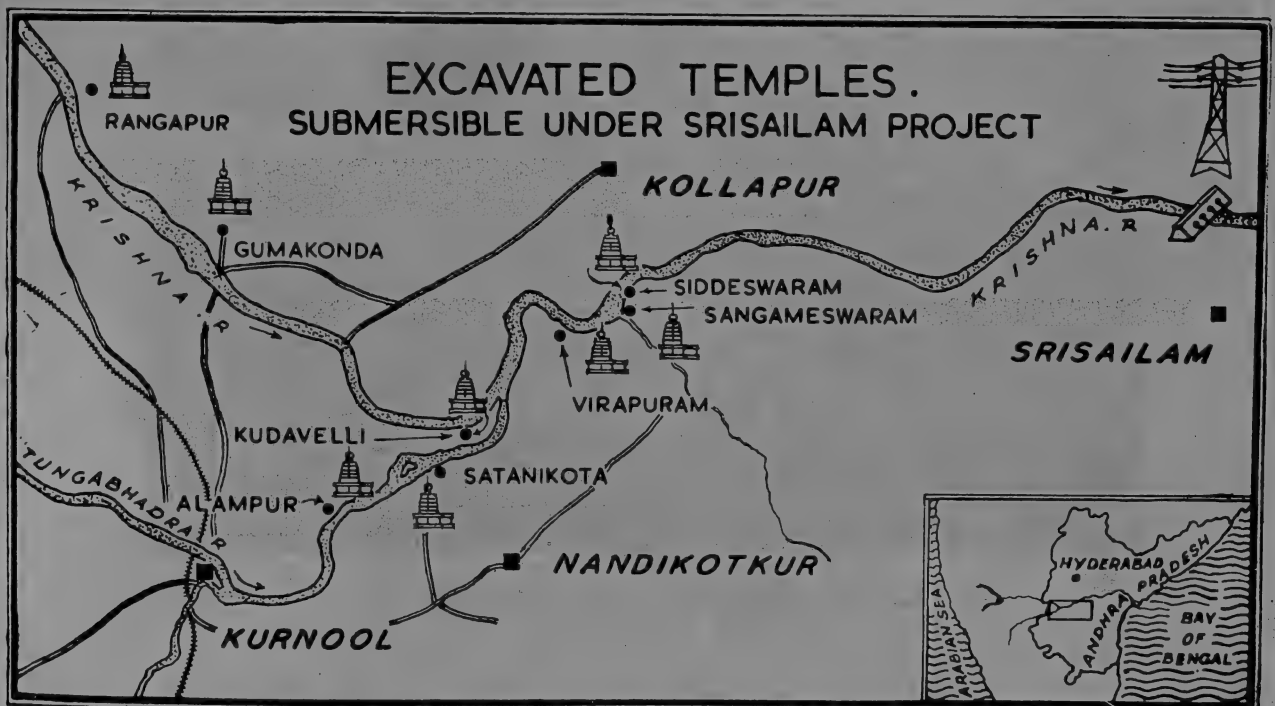 EXCAVATED TEMPLES.
SUBMERSIBLE UNDER SRISAILAM PROJECT
RANGAPUR
KOLLAPUR
KRISHNA.R
GUMAKONDA
KRISHNA.R
SIDDESWARAM
SANGAMESWARAM
SRISAILAM
VIRAPURAM
KUDAVELLI
SATANIKOTA
TUNGABHADRA R
ALAMPUR
NANDIKOTKUR
KURNOOL
HYDERABAD
ANDHRA PRADESH
ARABIAN SEA
BAY
OF
BENGAL